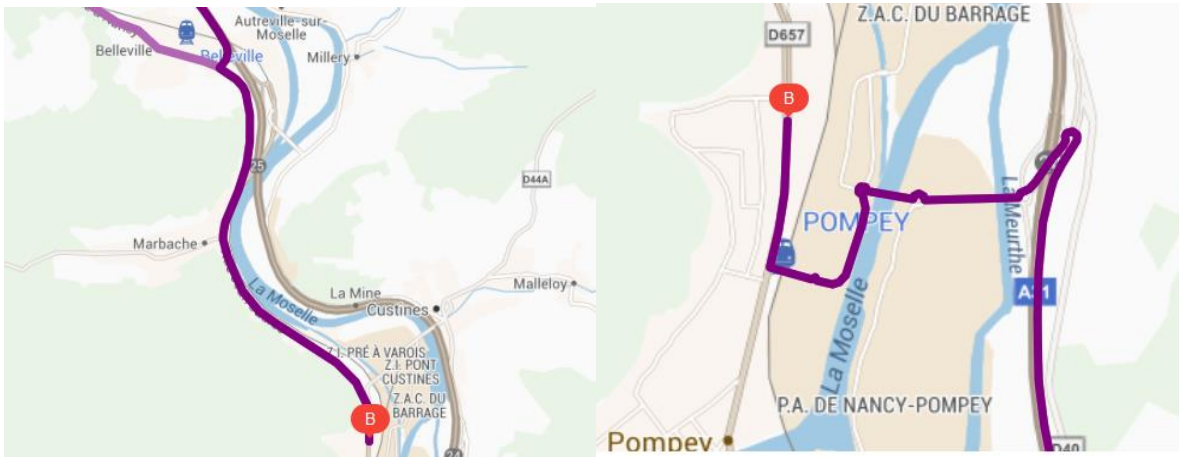 Autreville-sur-
Moselle
Belleville
Belleville
Millery
25
D44A
Marbache
La Moselle
La Mine
Custines
Malleloy
Z.I. PRÉ À VAROIS
Z.I. PONT
CUSTINES
Z.A.C. DU
BARRAGE
B
24
Z.A.C. DU BARRAGE
D657
B
POMPEY
La Meurthe
A31
La Moselle
P.A. DE NANCY-POMPEY
Pompey
D40